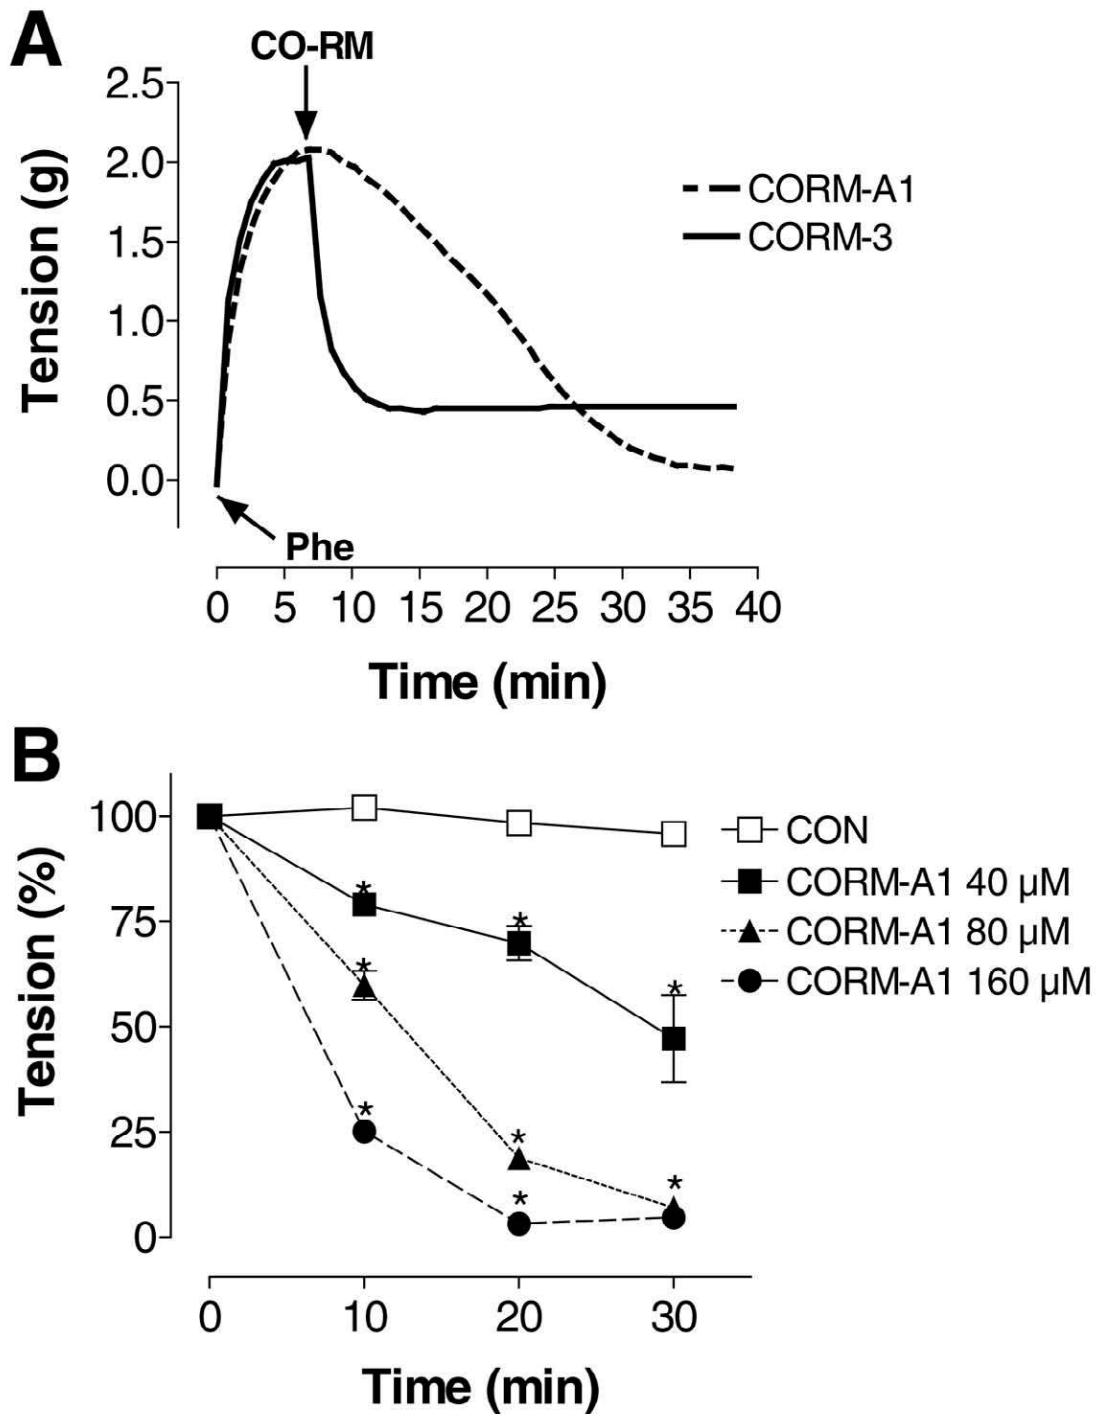 A
CO-RM
2.5
2.0
1.5
1.0
0.5
0.0
Tension (g)
CORM-A1
CORM-3
Phe
0 5 10 15 20 25 30 35 40
Time (min)
B
100
75
50
25
0
Tension (%)
CON
CORM-A1 40 µM
CORM-A1 80 µM
CORM-A1 160 µM
* * *
* * *
* *
0 10 20 30
Time (min)